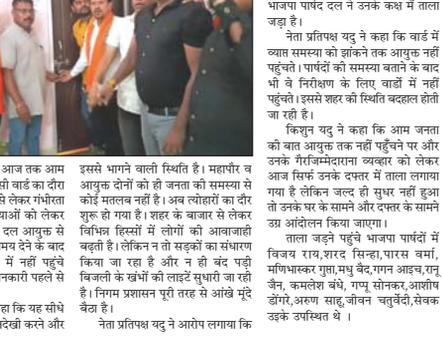 आज तक आम
सी वार्ड का दौरा
से लेकर गंभीरता
याओं को लेकर
दल आयुक्त से
मय देने के बाद
में नहीं पहुंचे
नकारी पहले से
हा कि यह सीधे
देखी करने और
इससे भागने वाली स्थिति है। महापौर व
आयुक्त दोनों को ही जनता की समस्या से
कोई मतलब नहीं है। अब त्योहारों का दौर
शुरू हो गया है। शहर के बाजार से लेकर
विभिन्न हिस्सों में लोगों की आवाजाही
बढ़ती है। लेकिन न तो सड़कों का संधारण
किया जा रहा है और न ही बंद पड़ी
बिजली के खंभों की लाइटें सुधारी जा रही
है। निगम प्रशासन पूरी तरह से आंखे मूंदे
बैठा है।
नेता प्रतिपक्ष यदु ने आरोप लगाया कि
भाजपा पार्षद दल ने उनके कक्ष में ताला
जड़ा है।
नेता प्रतिपक्ष यदु ने कहा कि वार्ड में
व्याप्त समस्या को झांकने तक आयुक्त नहीं
पहुंचते। पार्षदों की समस्या बताने के बाद
भी वे निरीक्षण के लिए वार्डो में नहीं
पहुंचते। इससे शहर की स्थिति बदहाल होती
जा रही है।
किशुन यदु ने कहा कि आम जनता
की बात आयुक्त तक नहीं पहुँचने पर और
उनके गैरजिम्मेदाराना व्यव्हार को लेकर
आज सिर्फ उनके दफ्तर में ताला लगाया
गया है लेकिन जल्द ही सुधर नहीं हुआ
तो उनके घर के सामने और दफ्तर के सामने
उग्र आंदोलन किया जाएगा।
ताला जड़ने पहुंचे भाजपा पार्षदों में
विजय राय,शरद सिन्हा,पारस वर्मा,
मणिभास्कर गुप्ता,मधु बैद,गगन आइच,रानू
जैन, कमलेश बंधे, गप्पू सोनकर,आशीष
डोंगरे,अरुण साहू,जीवन चतुर्वेदी,सेवक
उइके उपस्थित थे ।